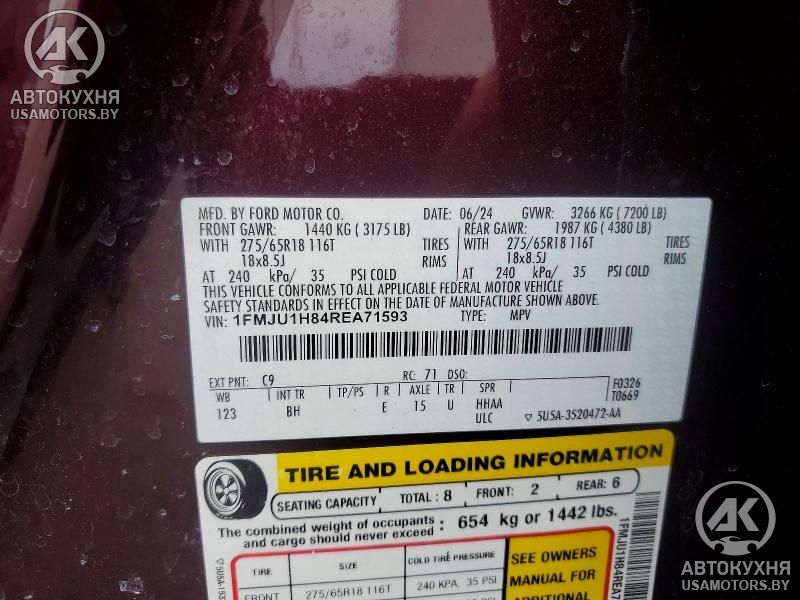 AK
АВТОКУХНЯ
USAMOTORS.BY
MFD. BY FORD MOTOR CO. DATE: 06/24 GVWR: 3266 KG ( 7200 LB)
FRONT GAWR: 1440 KG ( 3175 LB) REAR GAWR: 1987 KG ( 4380 LB)
WITH 275/65R18 116T TIRES WITH 275/65R18 116T TIRES
18x8.5J RIMS 18x8.5J RIMS
AT 240 kPa/ 35 PSI COLD AT 240 kPa/ 35 PSI COLD
THIS VEHICLE CONFORMS TO ALL APPLICABLE FEDERAL MOTOR VEHICLE
SAFETY STANDARDS IN EFFECT ON THE DATE OF MANUFACTURE SHOWN ABOVE.
VIN: 1FMJU1H84REA71593 TYPE: MPV
EXT PNT: C9 RC: 71 DSO:
WB INT TR TP/PS R AXLE TR SPR F0326
123 BH E 15 U HHAA T0669
ULC 5U5A-3S20472-AA
TIRE AND LOADING INFORMATION
SEATING CAPACITY TOTAL : 8 FRONT: 2 REAR: 6
The combined weight of occupants
and cargo should never exceed : 654 kg or 1442 lbs.
TIRE SIZE COLD TIRE PRESSURE SEE OWNERS
FRONT 275/65R18 116T 240 KPA, 35 PSI MANUAL FOR
ADDITIONAL
1FMJU1H84REA7
AK
АВТОКУХНЯ
USAMOTORS.BY